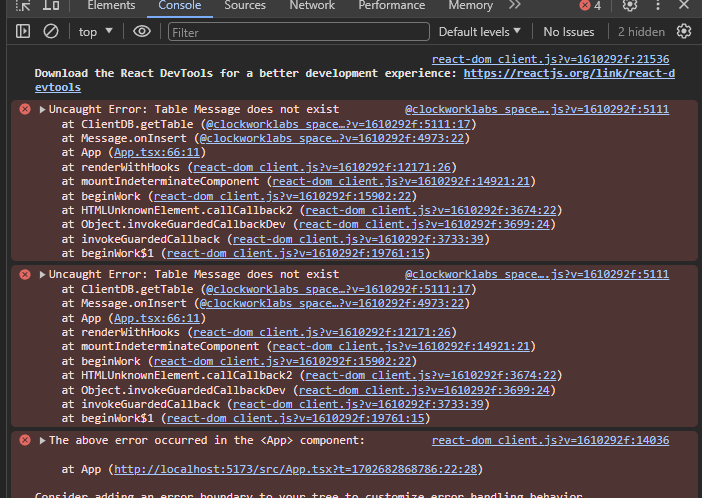 Elements Console Sources Network Performance Memory 4
top Filter Default levels No Issues 2 hidden
react-dom client.js?v=1610292f:21536
Download the React DevTools for a better development experience: https://reactjs.org/link/react-d
evtools
Uncaught Error: Table Message does not exist @clockworklabs space….js?v=1610292f:5111
at ClientDB.getTable (@clockworklabs space…?v=1610292f:5111:17)
at Message.onInsert (@clockworklabs space…?v=1610292f:4973:22)
at App (App.tsx:66:11)
at renderWithHooks (react-dom client.js?v=1610292f:12171:26)
at mountIndeterminateComponent (react-dom client.js?v=1610292f:14921:21)
at beginWork (react-dom client.js?v=1610292f:15902:22)
at HTMLUnknownElement.callCallback2 (react-dom client.js?v=1610292f:3674:22)
at Object.invokeGuardedCallbackDev (react-dom client.js?v=1610292f:3699:24)
at invokeGuardedCallback (react-dom client.js?v=1610292f:3733:39)
at beginWork$1 (react-dom client.js?v=1610292f:19761:15)
Uncaught Error: Table Message does not exist @clockworklabs space….js?v=1610292f:5111
at ClientDB.getTable (@clockworklabs space…?v=1610292f:5111:17)
at Message.onInsert (@clockworklabs space…?v=1610292f:4973:22)
at App (App.tsx:66:11)
at renderWithHooks (react-dom client.js?v=1610292f:12171:26)
at mountIndeterminateComponent (react-dom client.js?v=1610292f:14921:21)
at beginWork (react-dom client.js?v=1610292f:15902:22)
at HTMLUnknownElement.callCallback2 (react-dom client.js?v=1610292f:3674:22)
at Object.invokeGuardedCallbackDev (react-dom client.js?v=1610292f:3699:24)
at invokeGuardedCallback (react-dom client.js?v=1610292f:3733:39)
at beginWork$1 (react-dom client.js?v=1610292f:19761:15)
The above error occurred in the <App> component: react-dom client.js?v=1610292f:14036
at App (http://localhost:5173/src/App.tsx?t=1702682868786:22:28)
Consider adding an error boundary to your tree to customize error handling behavior